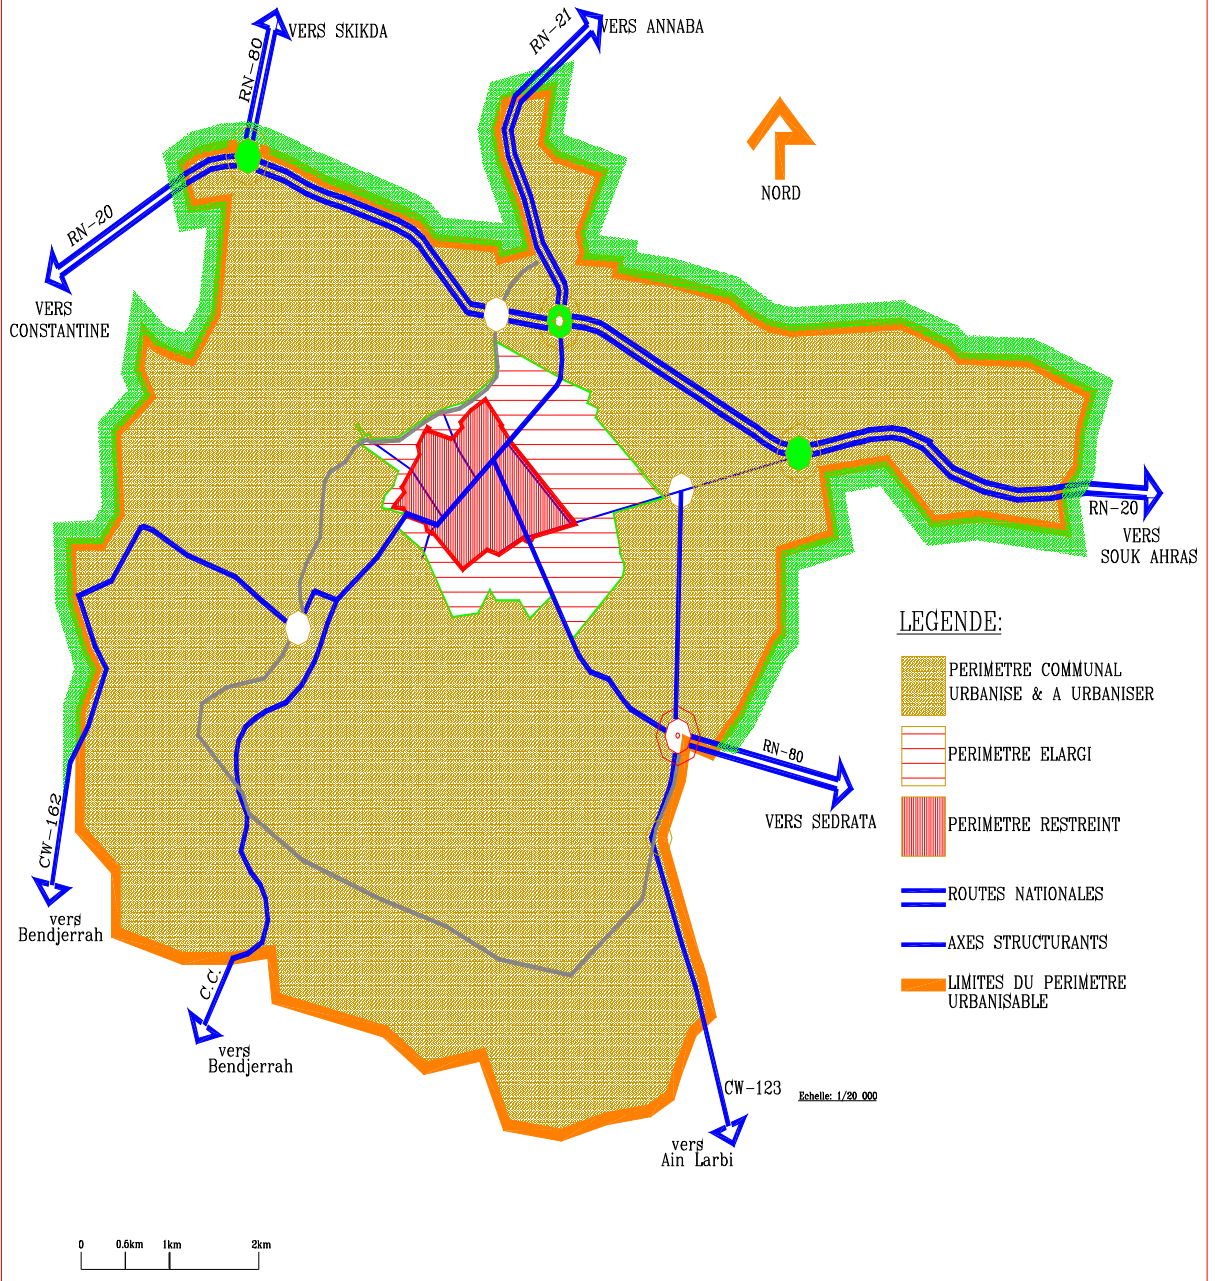 RN-80
VERS SKIKDA
RN-21
VERS ANNABA
NORD
RN-20
VERS
CONSTANTINE
RN-20
VERS
SOUK AHRAS
LEGENDE:
PERIMETRE COMMUNAL
URBANISE & A URBANISER
PERIMETRE ELARGI
PERIMETRE RESTREINT
ROUTES NATIONALES
AXES STRUCTURANTS
LIMITES DU PERIMETRE
URBANISABLE
RN-80
VERS SEDRATA
CW-162
vers
Bendjerrah
C.C.
vers
Bendjerrah
CW-123
Echelle: 1/20 000
vers
Ain Larbi
0 0.5km 1km 2km